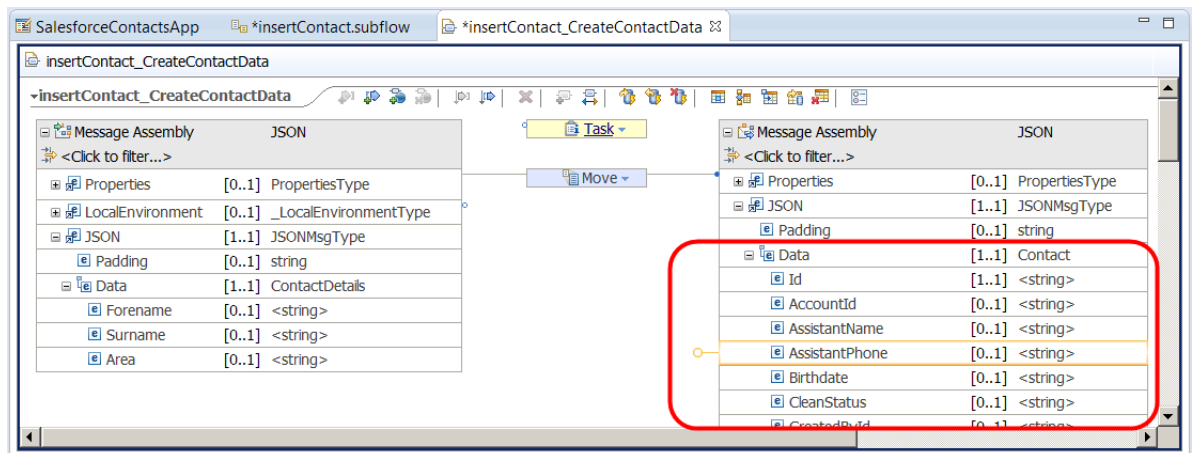 SalesforceContactsApp *insertContact.subflow *insertContact_CreateContactData
insertContact_CreateContactData
insertContact_CreateContactData
Message Assembly JSON
<Click to filter...>
Properties [0..1] PropertiesType
LocalEnvironment [0..1] _LocalEnvironmentType
JSON [1..1] JSONMsgType
Padding [0..1] string
Data [1..1] ContactDetails
Forename [0..1] <string>
Surname [0..1] <string>
Area [0..1] <string>
Task
Move
Message Assembly JSON
<Click to filter...>
Properties [0..1] PropertiesType
JSON [1..1] JSONMsgType
Padding [0..1] string
Data [1..1] Contact
Id [1..1] <string>
AccountId [0..1] <string>
AssistantName [0..1] <string>
AssistantPhone [0..1] <string>
Birthdate [0..1] <string>
CleanStatus [0..1] <string>
CreatedById [0..1] <string>